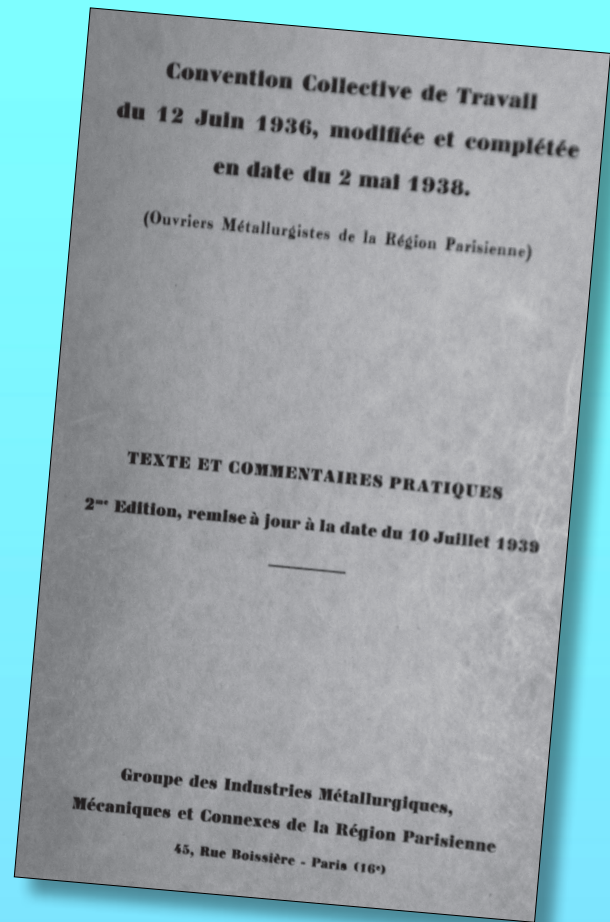 Convention Collective de Travail
du 12 Juin 1936, modifiée et complétée
en date du 2 mai 1938.
(Ouvriers Métallurgistes de la Région Parisienne)
TEXTE ET COMMENTAIRES PRATIQUES
2me Edition, remise à jour à la date du 10 Juillet 1939
Groupe des Industries Métallurgiques,
Mécaniques et Connexes de la Région Parisienne
45, Rue Boissière - Paris (16e)